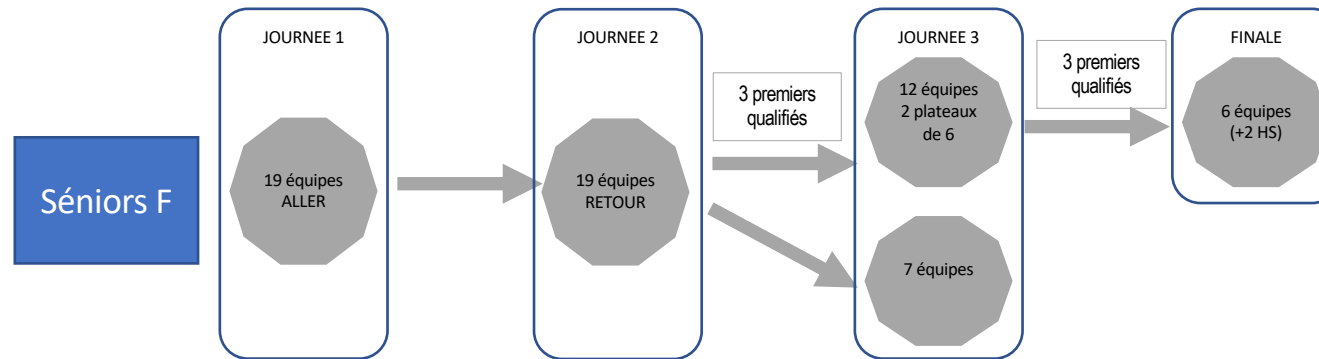 Séniors F
JOURNEE 1
19 équipes
ALLER
JOURNEE 2
19 équipes
RETOUR
3 premiers
qualifiés
JOURNEE 3
12 équipes
2 plateaux
de 6
7 équipes
3 premiers
qualifiés
FINALE
6 équipes
(+2 HS)